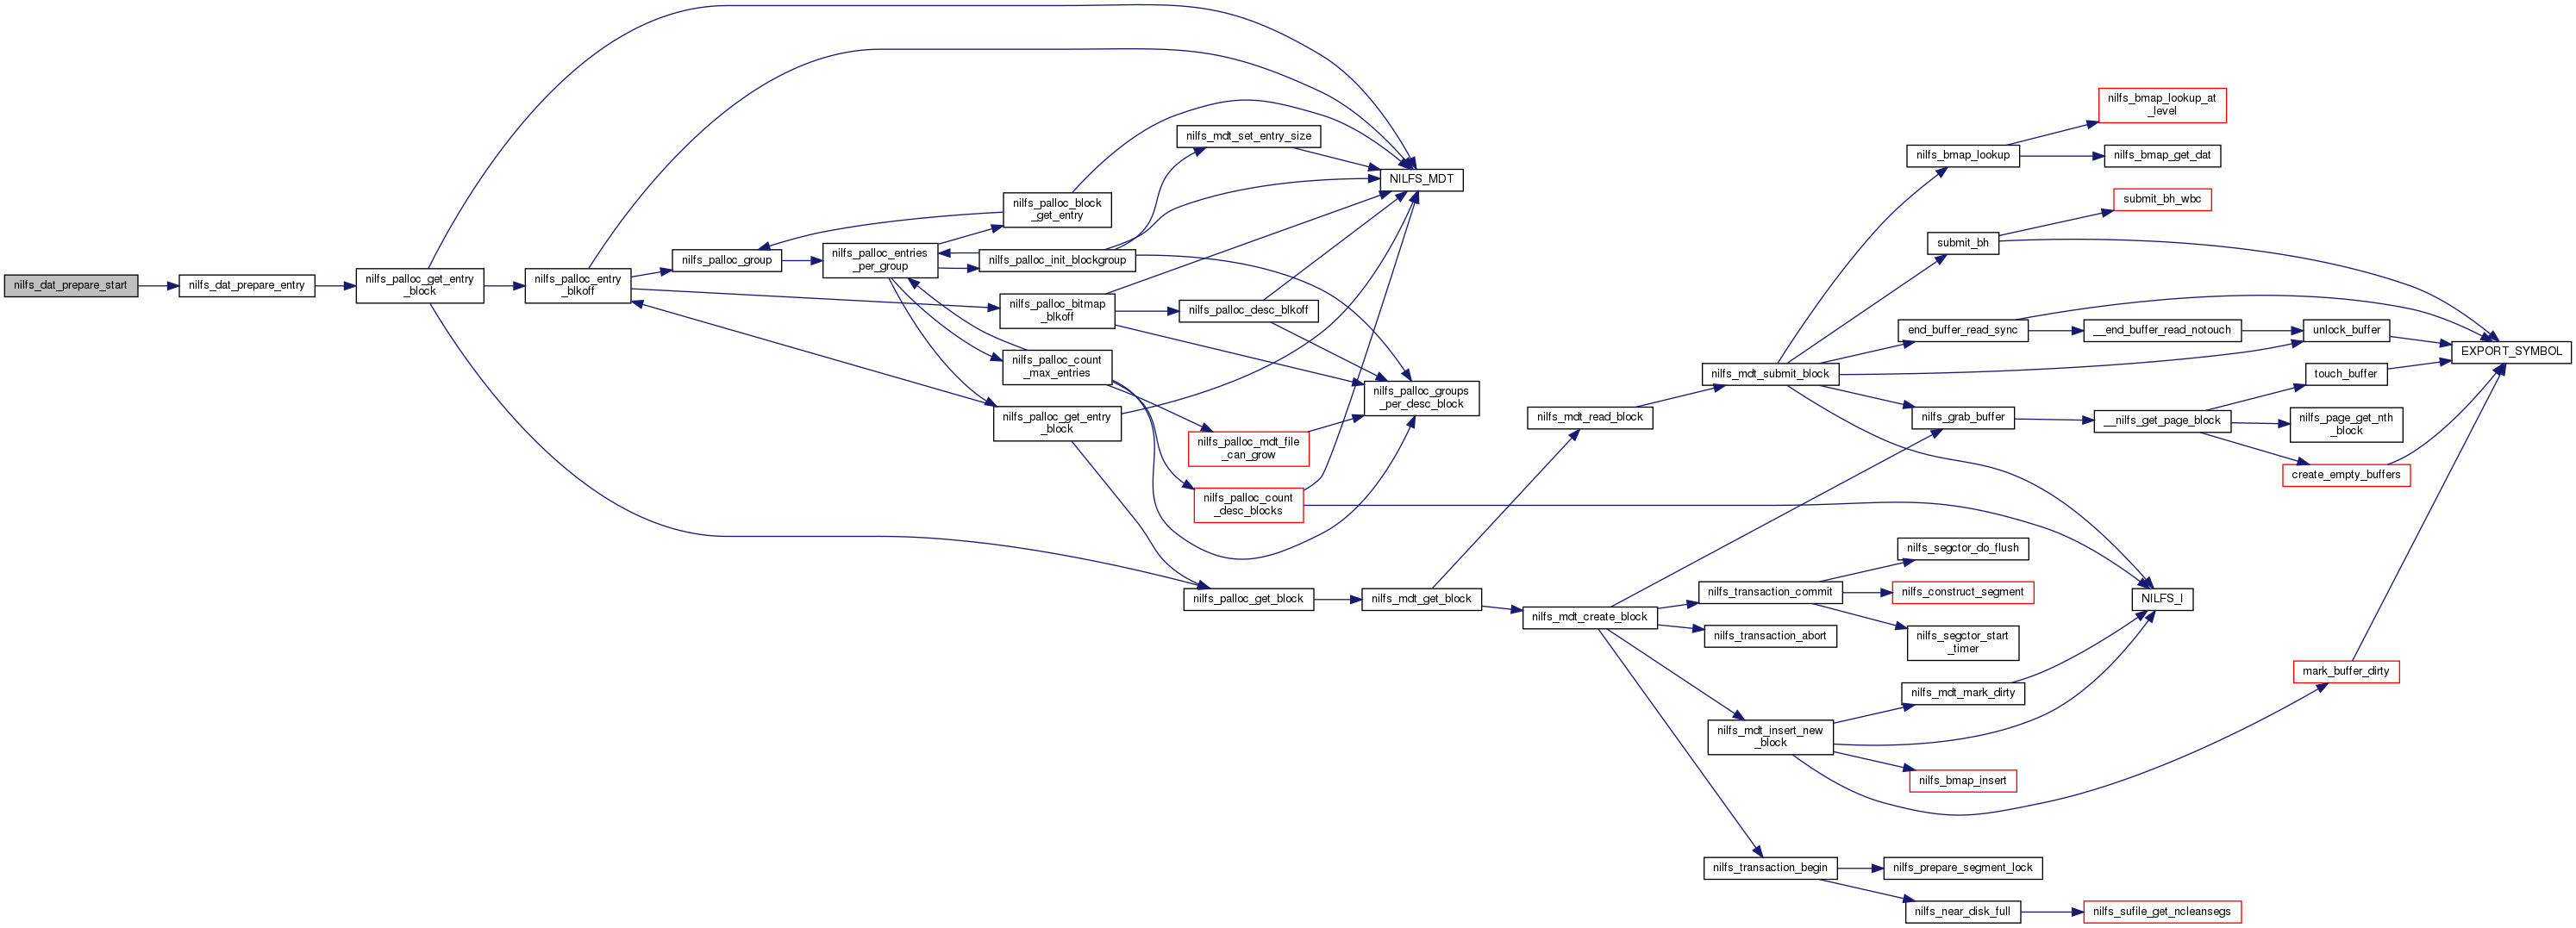 nilfs_dat_prepare_start
nilfs_dat_prepare_entry
nilfs_palloc_get_entry
_block
nilfs_palloc_entry
_blkoff
nilfs_palloc_group
nilfs_palloc_entries
_per_group
nilfs_palloc_block
_get_entry
nilfs_palloc_init_blockgroup
nilfs_palloc_bitmap
_blkoff
nilfs_palloc_count
_max_entries
nilfs_palloc_get_entry
_block
nilfs_mdt_set_entry_size
nilfs_palloc_desc_blkoff
nilfs_palloc_mdt_file
_can_grow
nilfs_palloc_count
_desc_blocks
nilfs_palloc_get_block
NILFS_MDT
nilfs_palloc_groups
_per_desc_block
nilfs_mdt_get_block
nilfs_mdt_read_block
nilfs_mdt_create_block
nilfs_mdt_submit_block
nilfs_transaction_commit
nilfs_transaction_abort
nilfs_mdt_insert_new
_block
nilfs_transaction_begin
nilfs_bmap_lookup
submit_bh
end_buffer_read_sync
nilfs_grab_buffer
nilfs_segctor_do_flush
nilfs_construct_segment
nilfs_segctor_start
_timer
nilfs_mdt_mark_dirty
nilfs_bmap_insert
nilfs_prepare_segment_lock
nilfs_near_disk_full
nilfs_bmap_lookup_at
_level
nilfs_bmap_get_dat
submit_bh_wbc
__end_buffer_read_notouch
__nilfs_get_page_block
NILFS_I
nilfs_sufile_get_ncleansegs
unlock_buffer
touch_buffer
nilfs_page_get_nth
_block
create_empty_buffers
mark_buffer_dirty
EXPORT_SYMBOL